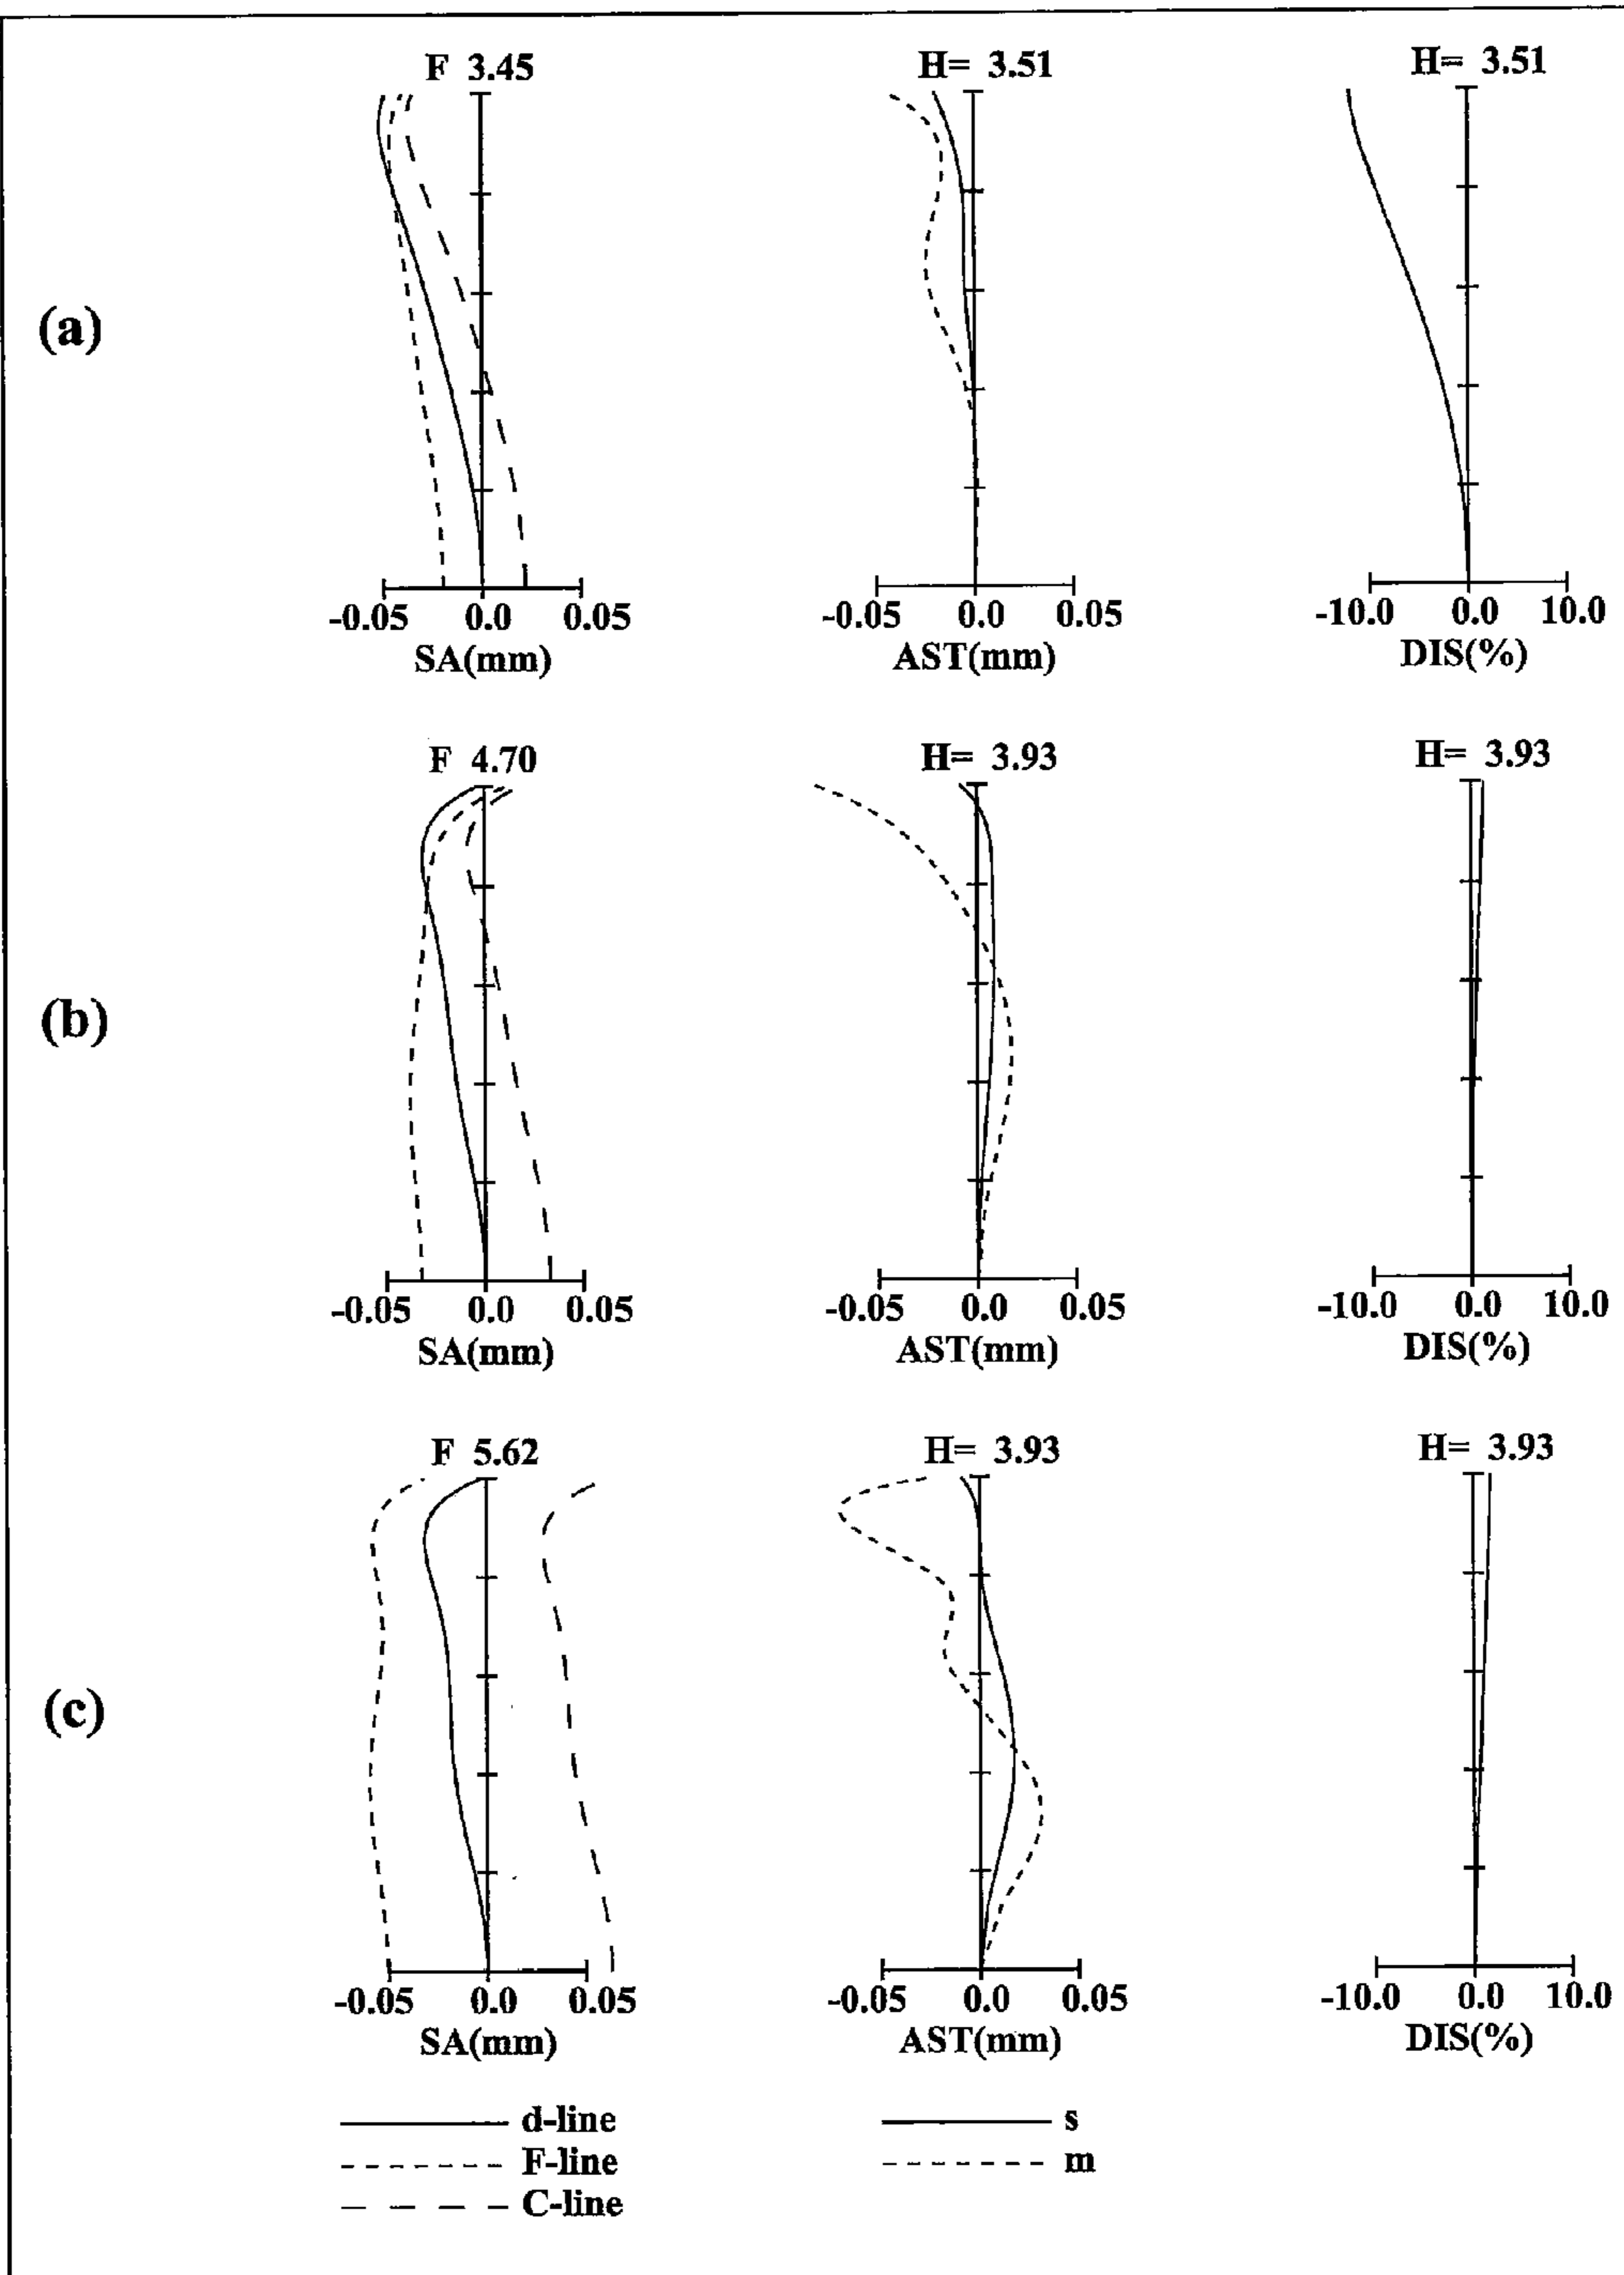 F 3.45 H= 3.51 H= 3.51
(a)
-0.05 0.0 0.05 -0.05 0.0 0.05 -10.0 0.0 10.0
SA(mm) AST(mm) DIS(%)
F 4.70 H= 3.93 H= 3.93
(b)
-0.05 0.0 0.05 -0.05 0.0 0.05 -10.0 0.0 10.0
SA(mm) AST(mm) DIS(%)
F 5.62 H= 3.93 H= 3.93
(c)
-0.05 0.0 0.05 -0.05 0.0 0.05 -10.0 0.0 10.0
SA(mm) AST(mm) DIS(%)
d-line s
F-line m
C-line